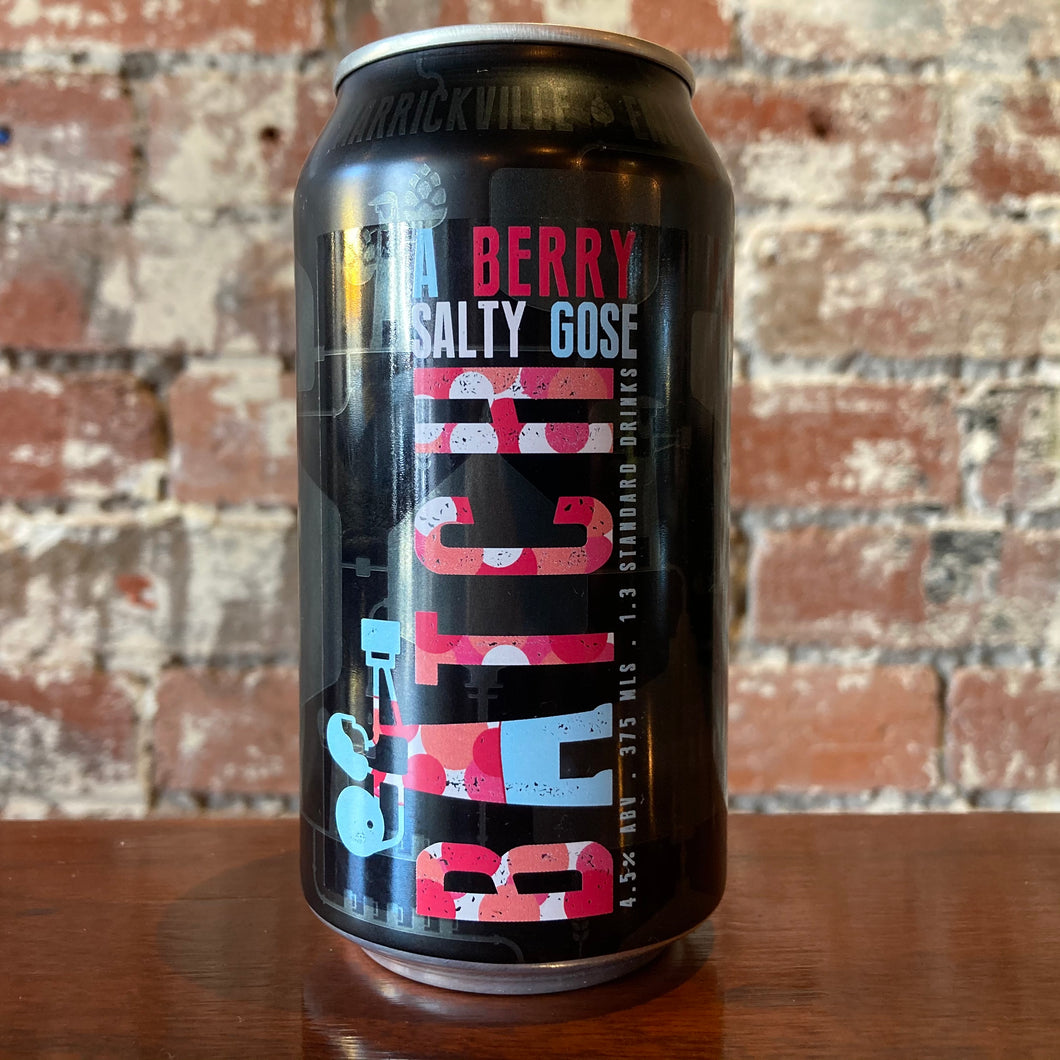 MARRICKVILLE
A BERRY
SALTY GOSE
BATCH
4.5% ABV . 375 MLS . 1.3 STANDARD DRINKS